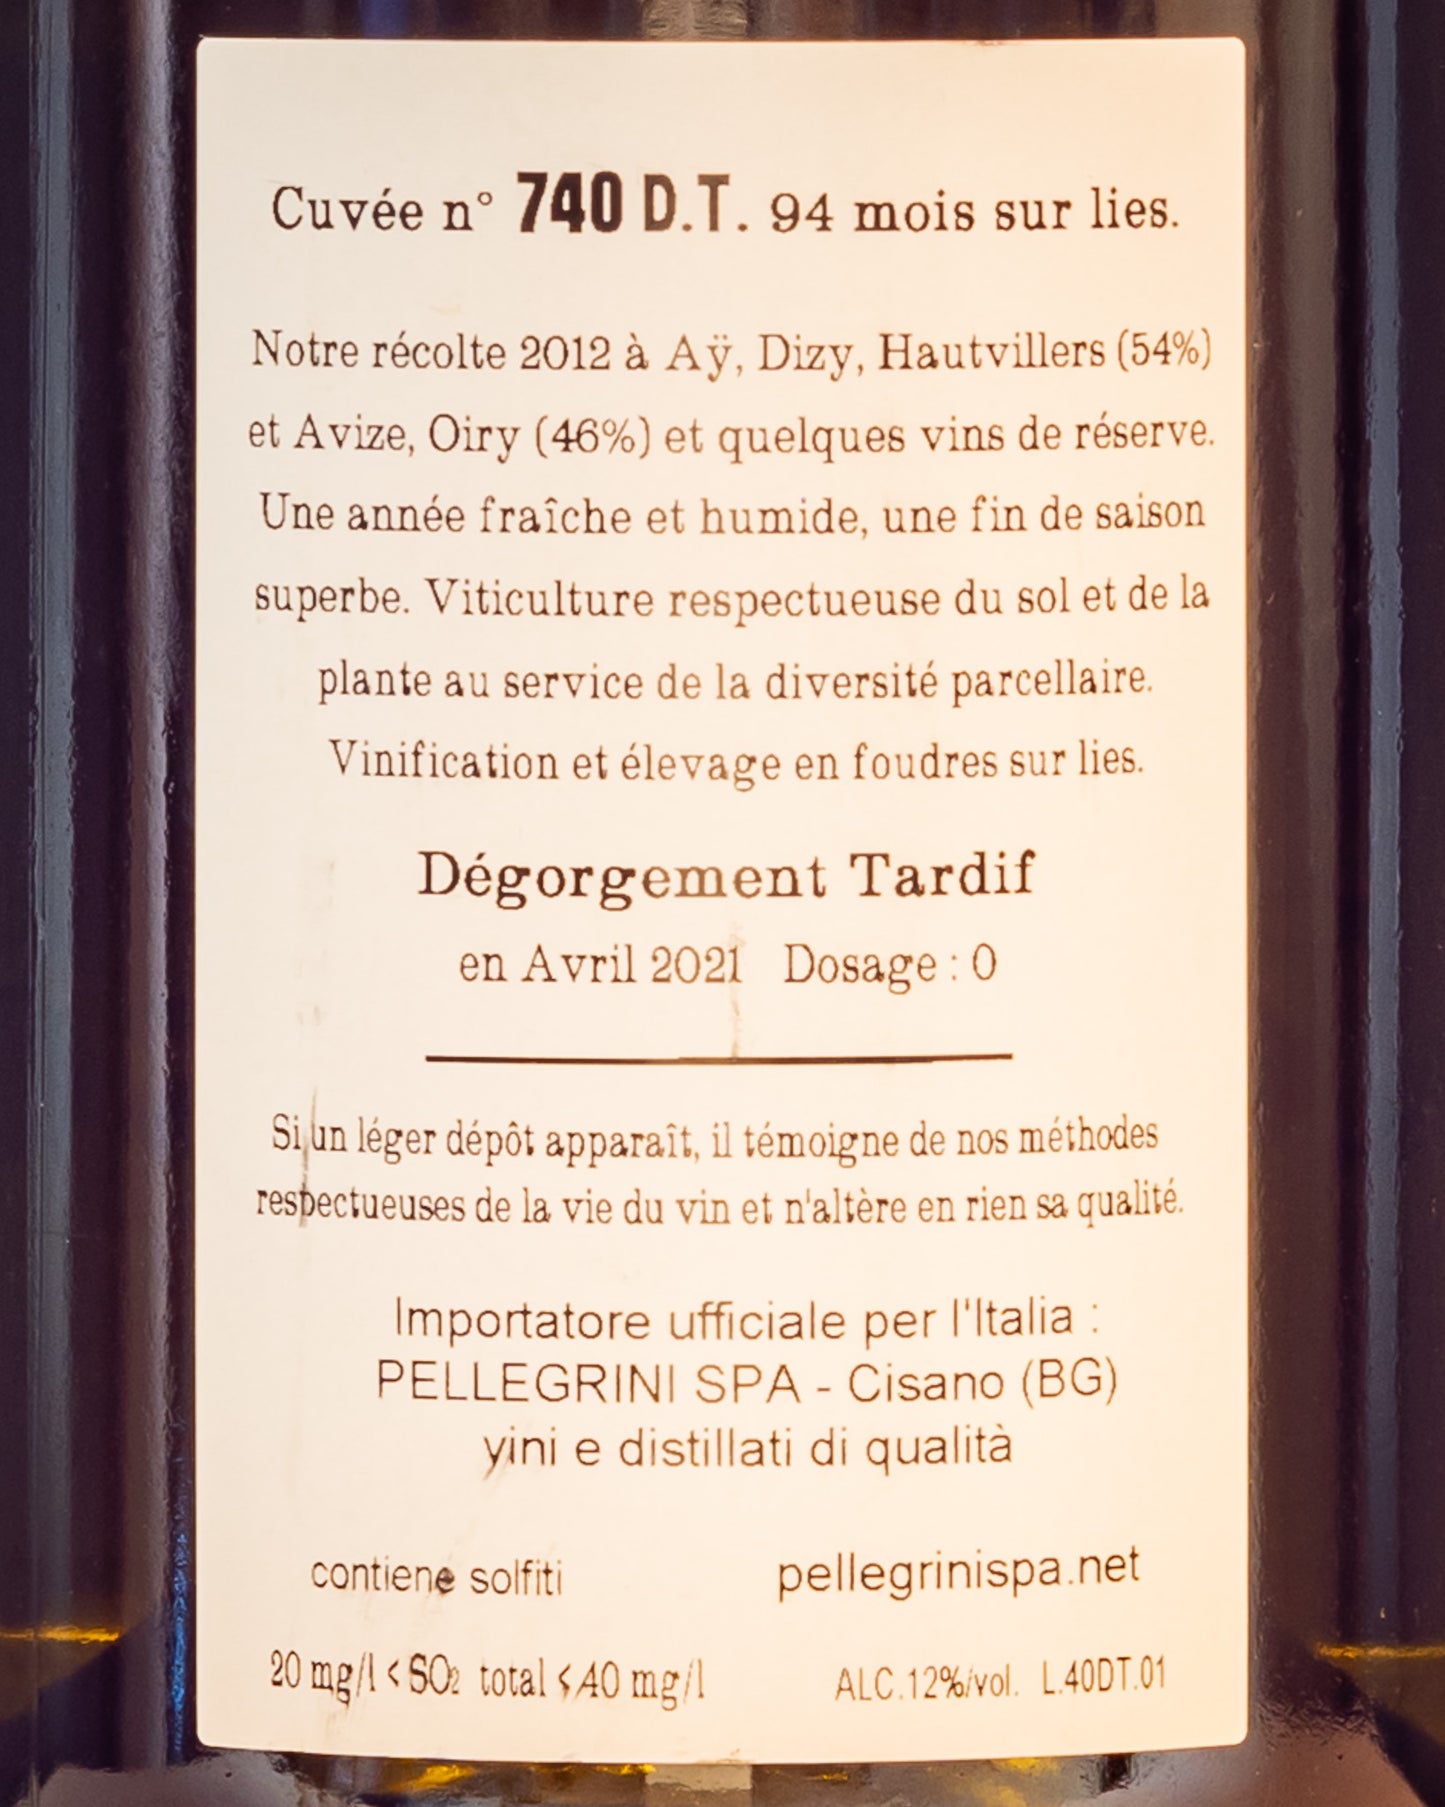 Cuvée n° 740 D.T. 94 mois sur lies.
Notre récolte 2012 à Aÿ, Dizy, Hautvillers (54%)
et Avize, Oiry (46%) et quelques vins de réserve.
Une année fraîche et humide, une fin de saison
superbe. Viticulture respectueuse du sol et de la
plante au service de la diversité parcellaire.
Vinification et élevage en foudres sur lies.
Dégorgement Tardif
en Avril 2021 Dosage : 0
Si un léger dépôt apparaît, il témoigne de nos méthodes
respectueuses de la vie du vin et n'altère en rien sa qualité.
Importatore ufficiale per l'Italia :
PELLEGRINI SPA - Cisano (BG)
vini e distillati di qualità
contiene solfiti pellegrinispa.net
20 mg/l < SO₂ total < 40 mg/l ALC.12%/vol. L.40DT.01